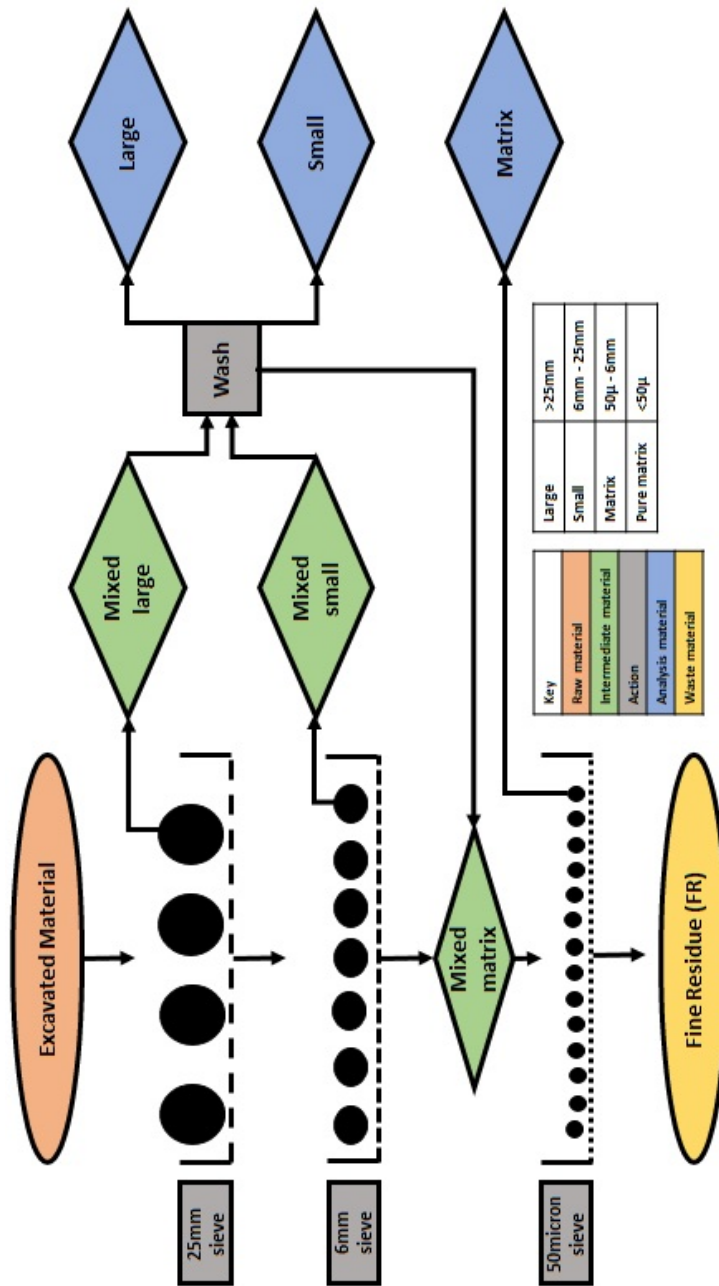 Excavated Material
25mm
sieve
Mixed
large
Wash
Large
6mm
sieve
Mixed
small
Small
Mixed
matrix
50micron
sieve
Matrix
Fine Residue (FR)
Key
Raw material
Intermediate material
Action
Analysis material
Waste material
Large >25mm
Small 6mm - 25mm
Matrix 50µ - 6mm
Pure matrix <50µ